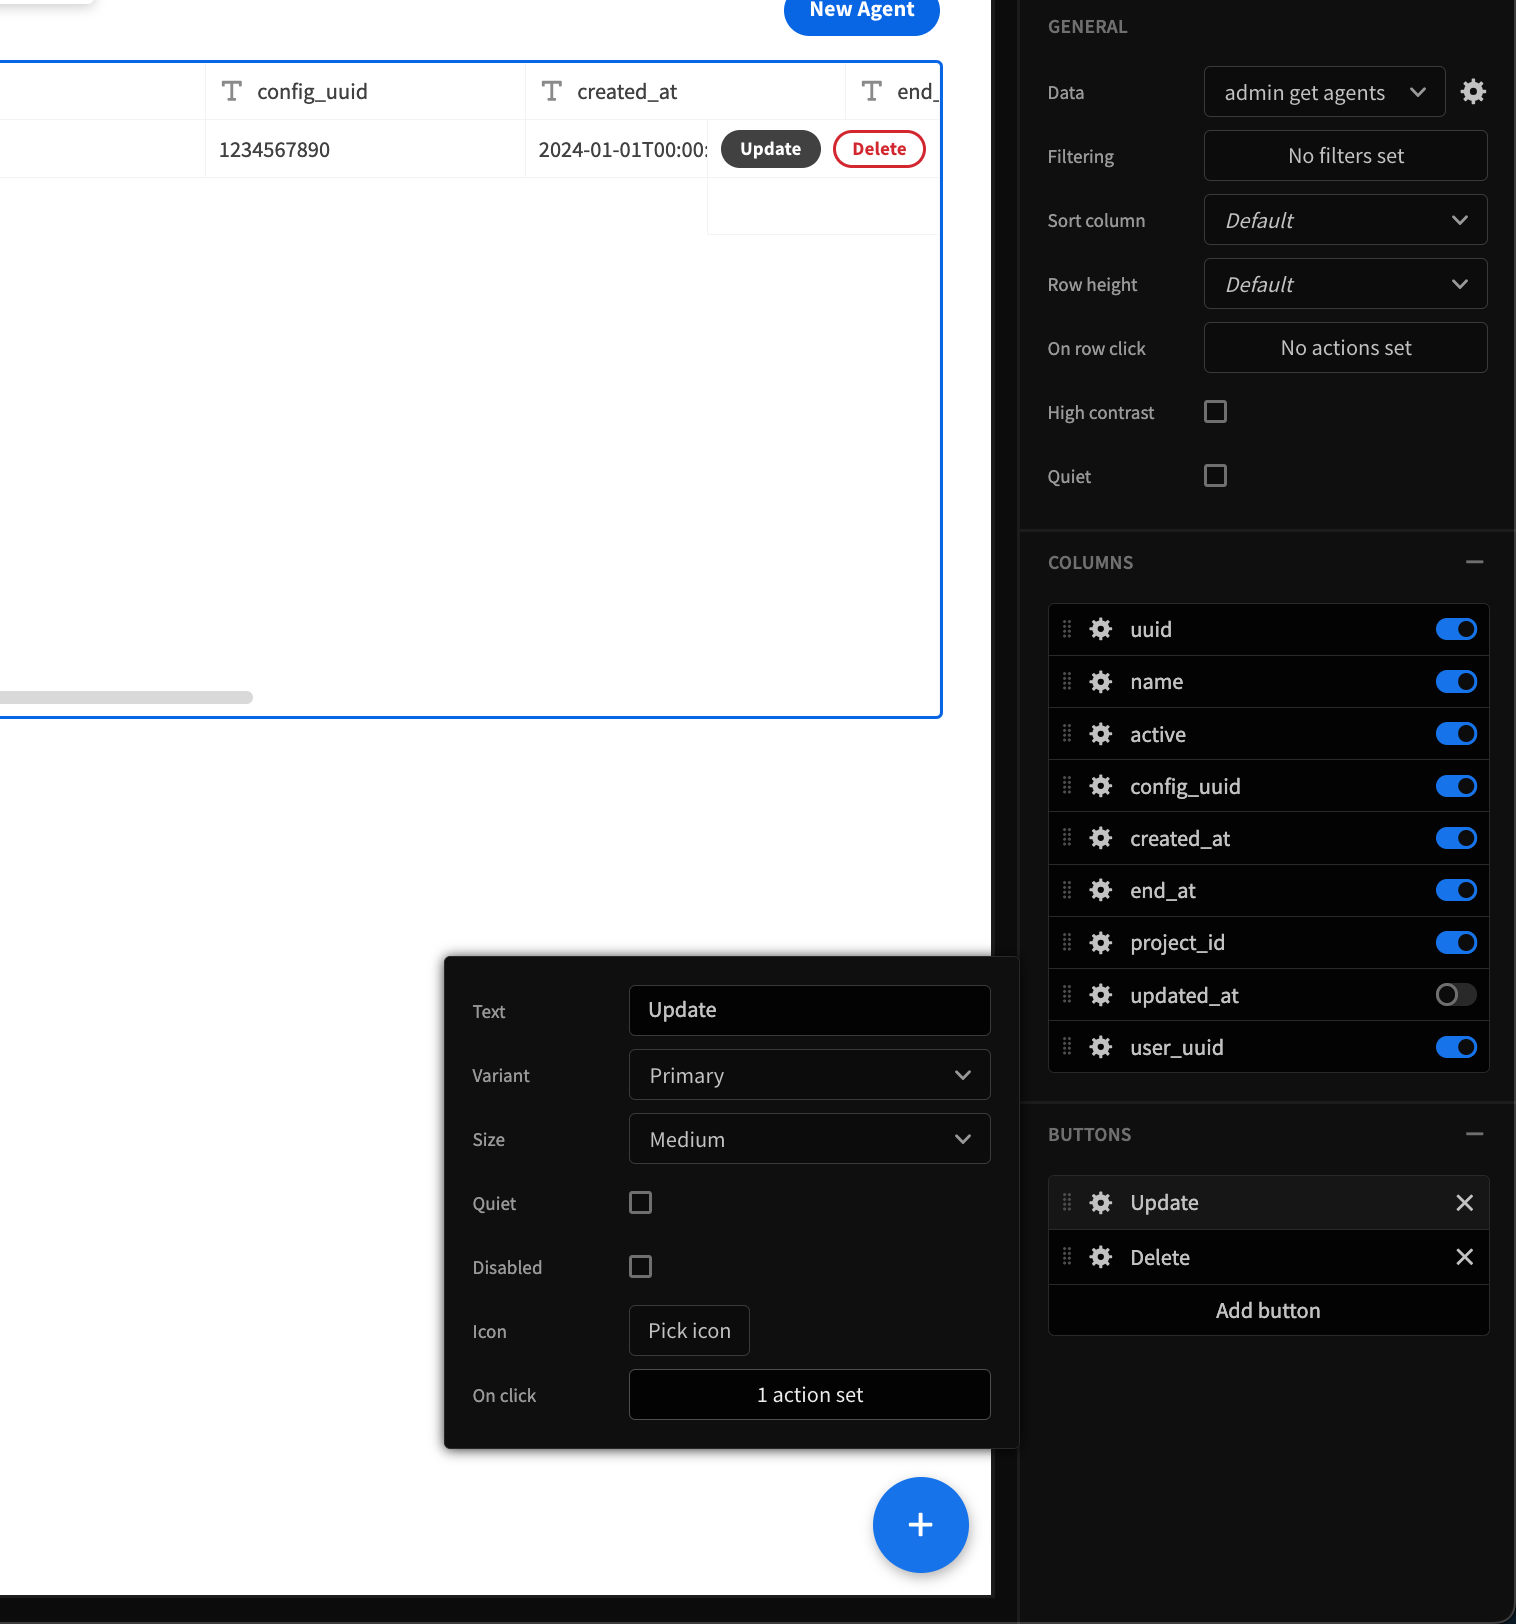 New Agent
config_uuid
created_at
end_
1234567890
2024-01-01T00:00:
Update
Delete
GENERAL
Data
admin get agents
Filtering
No filters set
Sort column
Default
Row height
Default
On row click
No actions set
High contrast
Quiet
COLUMNS
uuid
name
active
config_uuid
created_at
end_at
project_id
updated_at
user_uuid
BUTTONS
Update
Delete
Add button
Text
Update
Variant
Primary
Size
Medium
Quiet
Disabled
Icon
Pick icon
On click
1 action set